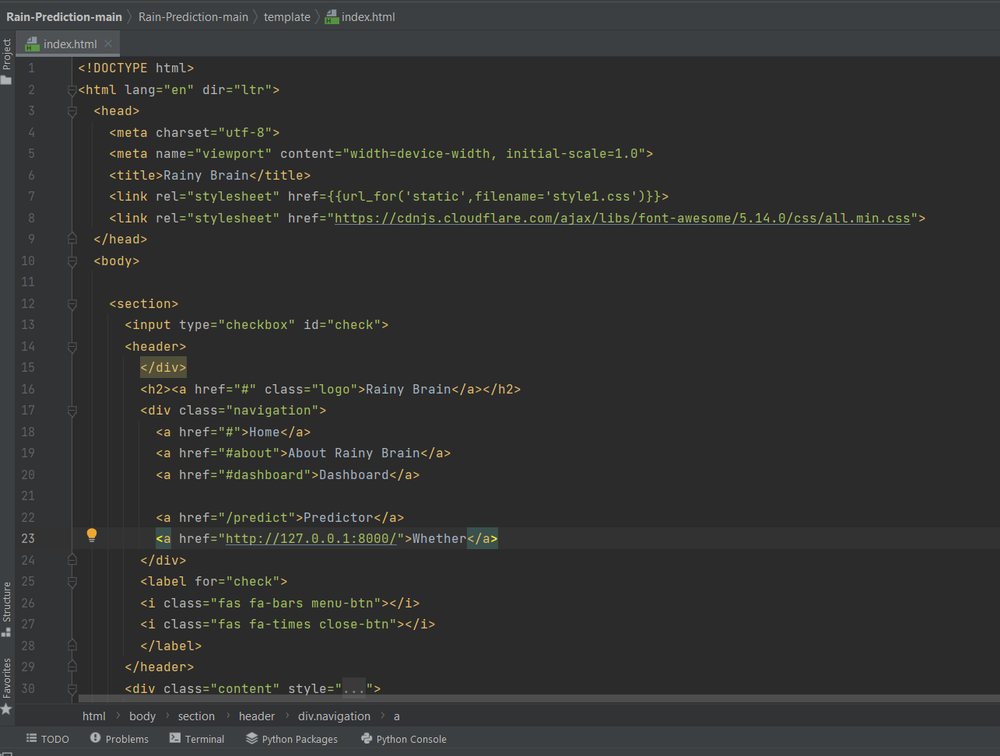 Rain-Prediction-main Rain-Prediction-main template index.html
index.html
Project
1 <!DOCTYPE html>
2 <html lang="en" dir="ltr">
3 <head>
4 <meta charset="utf-8">
5 <meta name="viewport" content="width=device-width, initial-scale=1.0">
6 <title>Rainy Brain</title>
7 <link rel="stylesheet" href={{url_for('static',filename='style1.css')}}>
8 <link rel="stylesheet" href="https://cdnjs.cloudflare.com/ajax/libs/font-awesome/5.14.0/css/all.min.css">
9 </head>
10 <body>
11
12 <section>
13 <input type="checkbox" id="check">
14 <header>
15 </div>
16 <h2><a href="#" class="logo">Rainy Brain</a></h2>
17 <div class="navigation">
18 <a href="#">Home</a>
19 <a href="#about">About Rainy Brain</a>
20 <a href="#dashboard">Dashboard</a>
21
22 <a href="/predict">Predictor</a>
23 <a href="http://127.0.0.1:8000/">Whether</a>
24 </div>
25 <label for="check">
26 <i class="fas fa-bars menu-btn"></i>
27 <i class="fas fa-times close-btn"></i>
28 </label>
29 </header>
30 <div class="content" style="...">
Structure
Favorites
html body section header div.navigation a
TODO Problems Terminal Python Packages Python Console